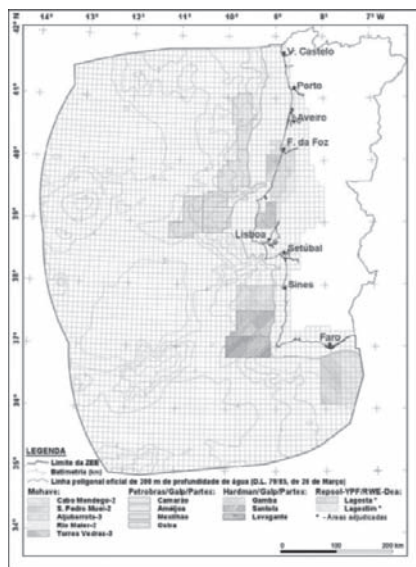 42°N
-14°
-13°
-12°
-11°
-10°
-9°
-8°
-7°W
V. Castelo
Porto
41°
Aveiro
F. da Foz
40°
39°
Lisboa
Setúbal
38°
Sines
37°
Faro
36°
35°
34°
LEGENDA
Limite da ZEE
Batimetria (km)
Linha poligonal oficial de 200 m de profundidade de água (D.L. 79/85, de 26 de Março)
Mohave:
Cabo Mondego-2
S. Pedro Muel-2
Aljubarrota-3
Rio Maior-2
Torres Vedras-3
Petrobras/Galp/Partex:
Camarão
Amêijoa
Mexilhão
Ostra
Hardman/Galp/Partex:
Gamba
Santola
Lavagante
Repsol-YPF/RWE-Dea:
Lagosta *
Lagostim *
* - Áreas adjudicadas
0 100 200 km